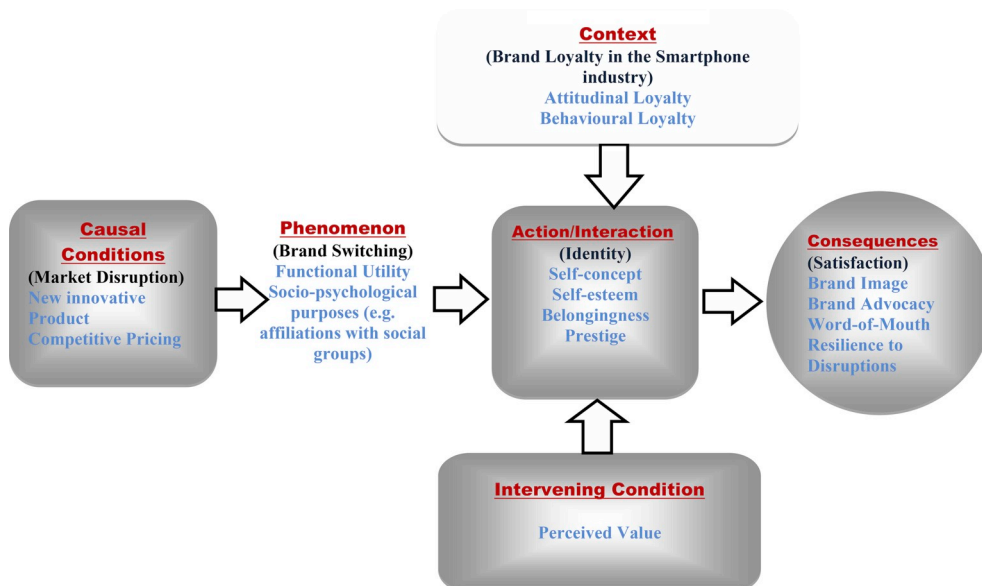 Context
(Brand Loyalty in the Smartphone
industry)
Attitudinal Loyalty
Behavioural Loyalty
Causal
Conditions
(Market Disruption)
New innovative
Product
Competitive Pricing
Phenomenon
(Brand Switching)
Functional Utility
Socio-psychological
purposes (e.g.
affiliations with social
groups)
Action/Interaction
(Identity)
Self-concept
Self-esteem
Belongingness
Prestige
Consequences
(Satisfaction)
Brand Image
Brand Advocacy
Word-of-Mouth
Resilience to
Disruptions
Intervening Condition
Perceived Value